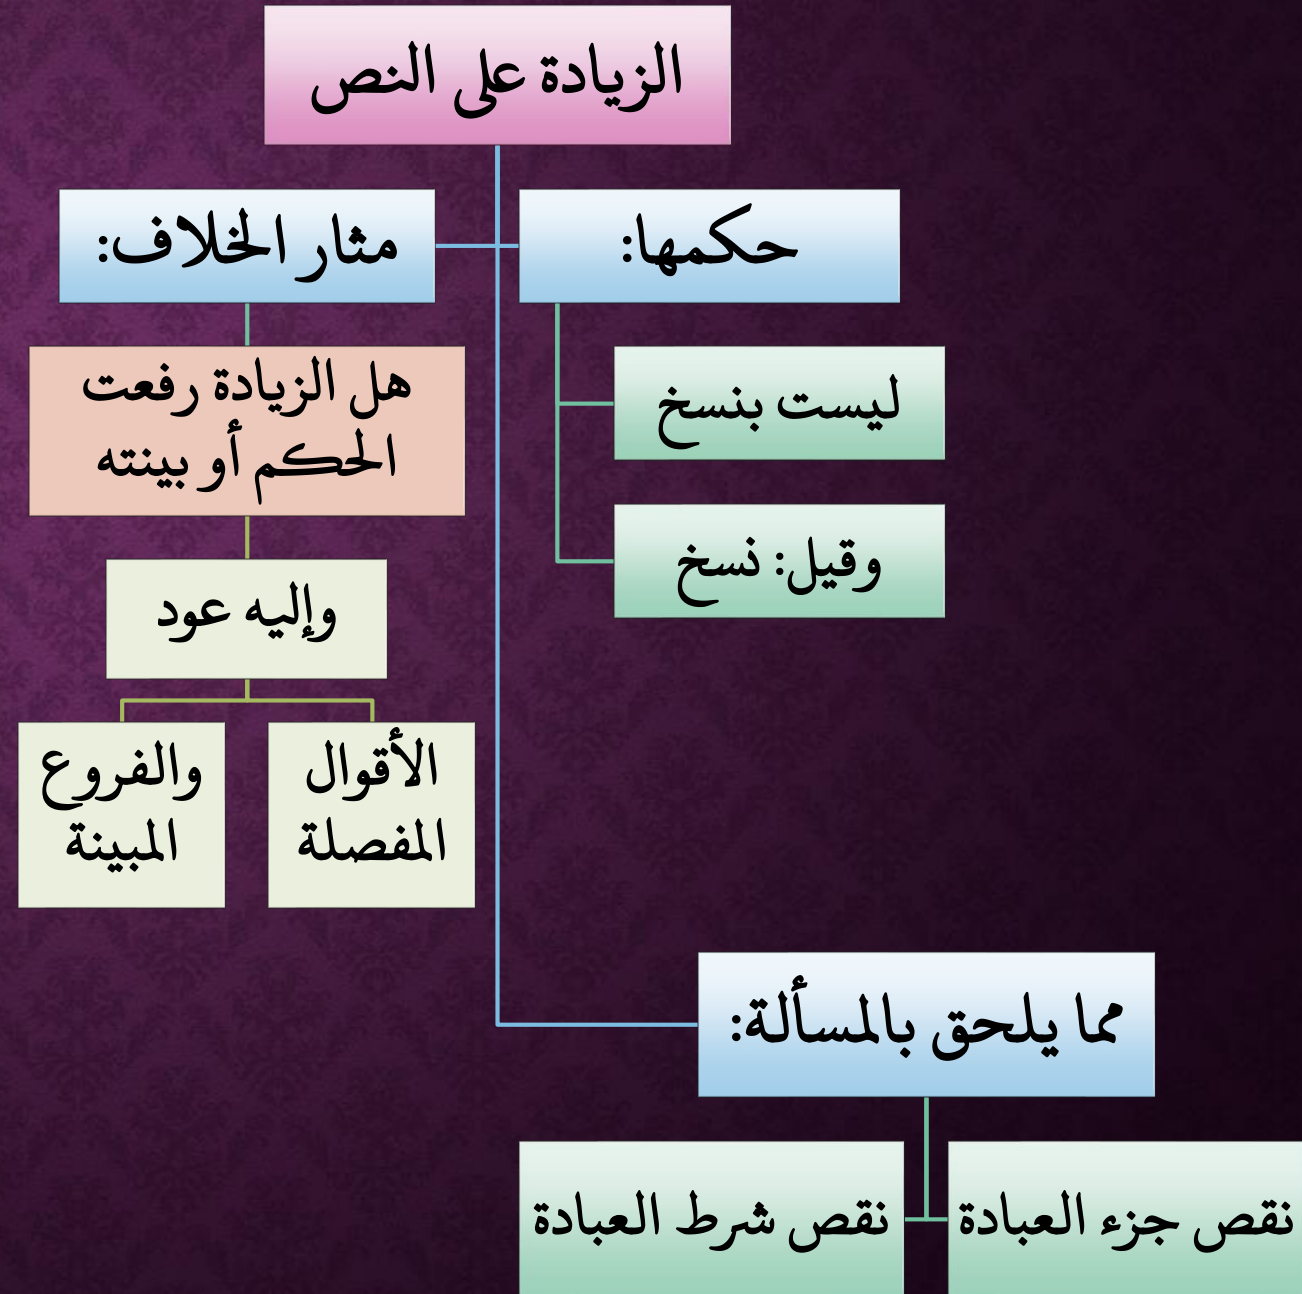 الزيادة على النص
حكمها:
مثار الخلاف:
ليست بنسخ
وقيل: نسخ
هل الزيادة رفعت
الحكم أو بينته
وإليه عود
الأقوال
المفصلة
والفروع
المبينة
مما يلحق بالمسألة:
نقص جزء العبادة
نقص شرط العبادة